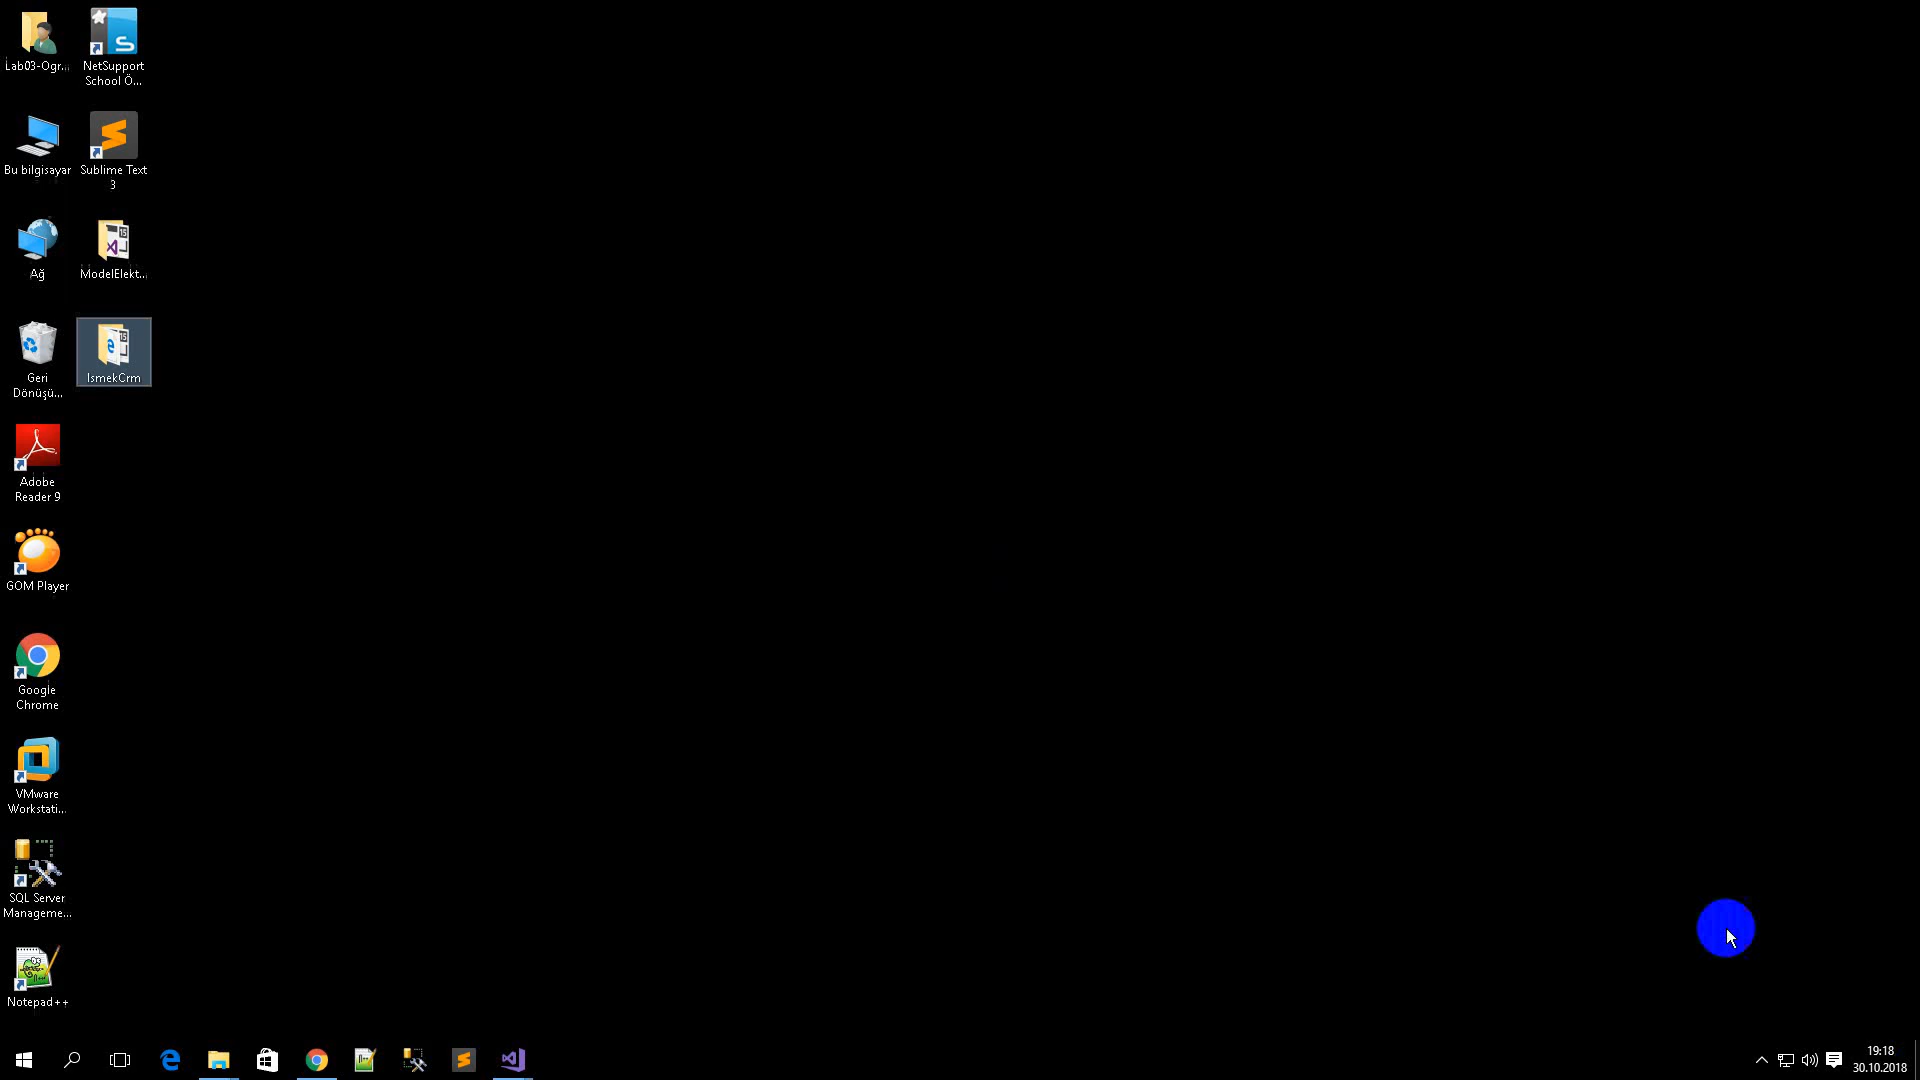 Lab03-Ogr...
NetSupport
School Ö...
Bu bilgisayar
Sublime Text
3
Ağ
ModelElekt...
Geri
Dönüşü...
IsmekCrm
Adobe
Reader 9
GOM Player
Google
Chrome
VMware
Workstati...
SQL Server
Manageme...
Notepad++
19:18
30.10.2018